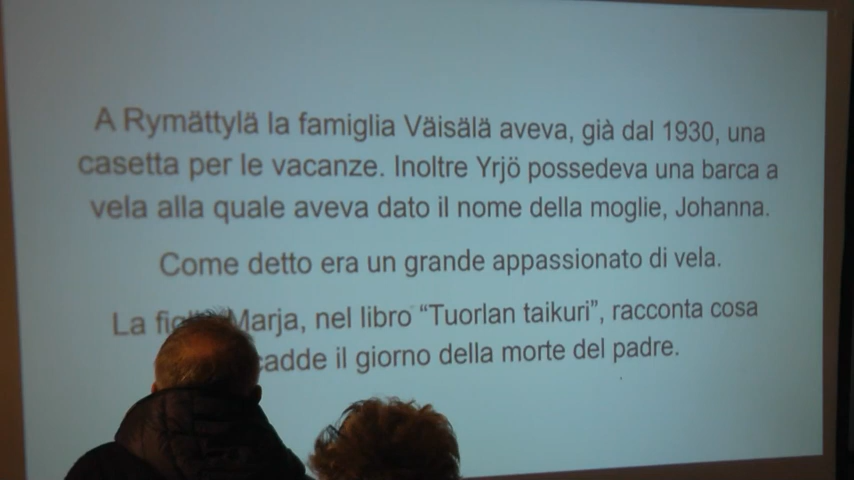 A Rymättylä la famiglia Väisälä aveva, già dal 1930, una
casetta per le vacanze. Inoltre Yrjö possedeva una barca a
vela alla quale aveva dato il nome della moglie, Johanna.
Come detto era un grande appassionato di vela.
La Marja, nel libro “Tuorlan taikuri”, racconta cosa
il giorno della morte del padre.